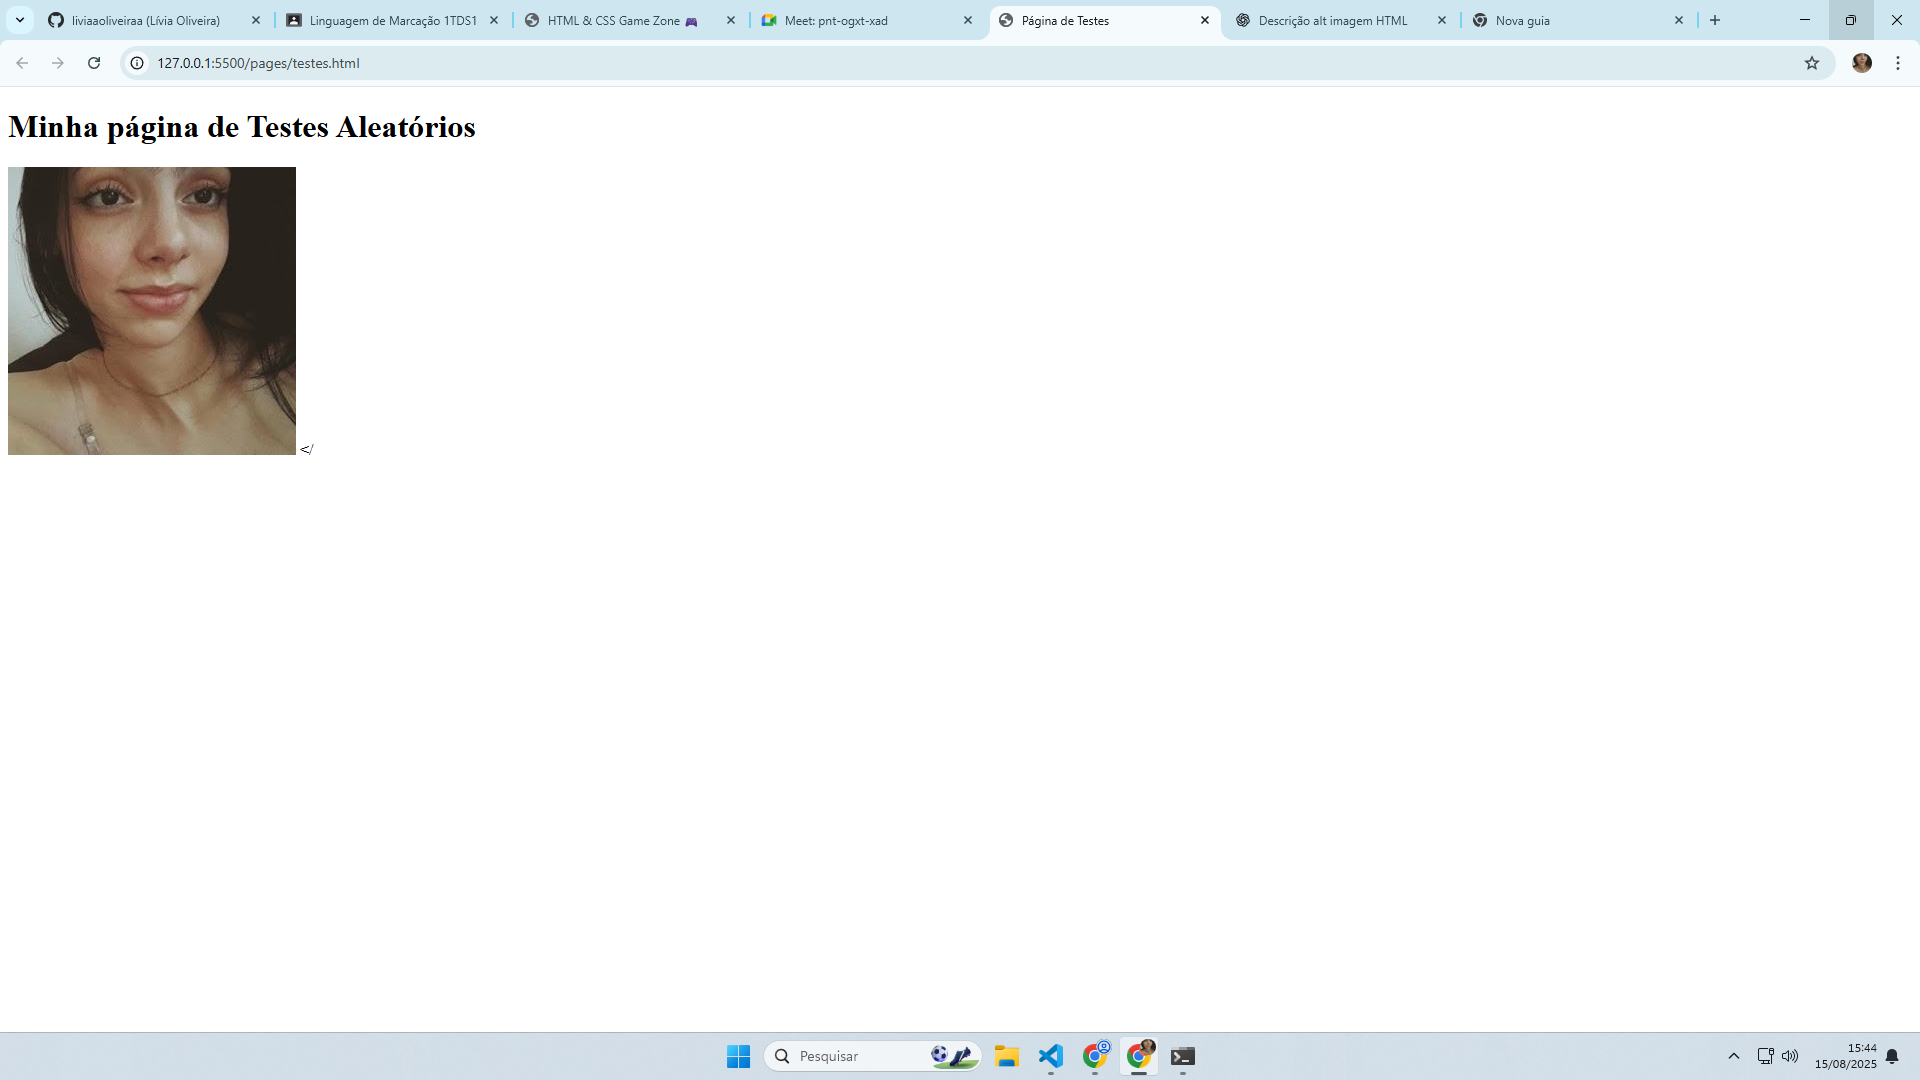 liviaaoliveiraa (Lívia Oliveira)
Linguagem de Marcação 1TDS1
HTML & CSS Game Zone 🎮
Meet: pnt-ogxt-xad
Página de Testes
Descrição alt imagem HTML
Nova guia
127.0.0.1:5500/pages/testes.html
Minha página de Testes Aleatórios
</
Pesquisar
15:44
15/08/2025